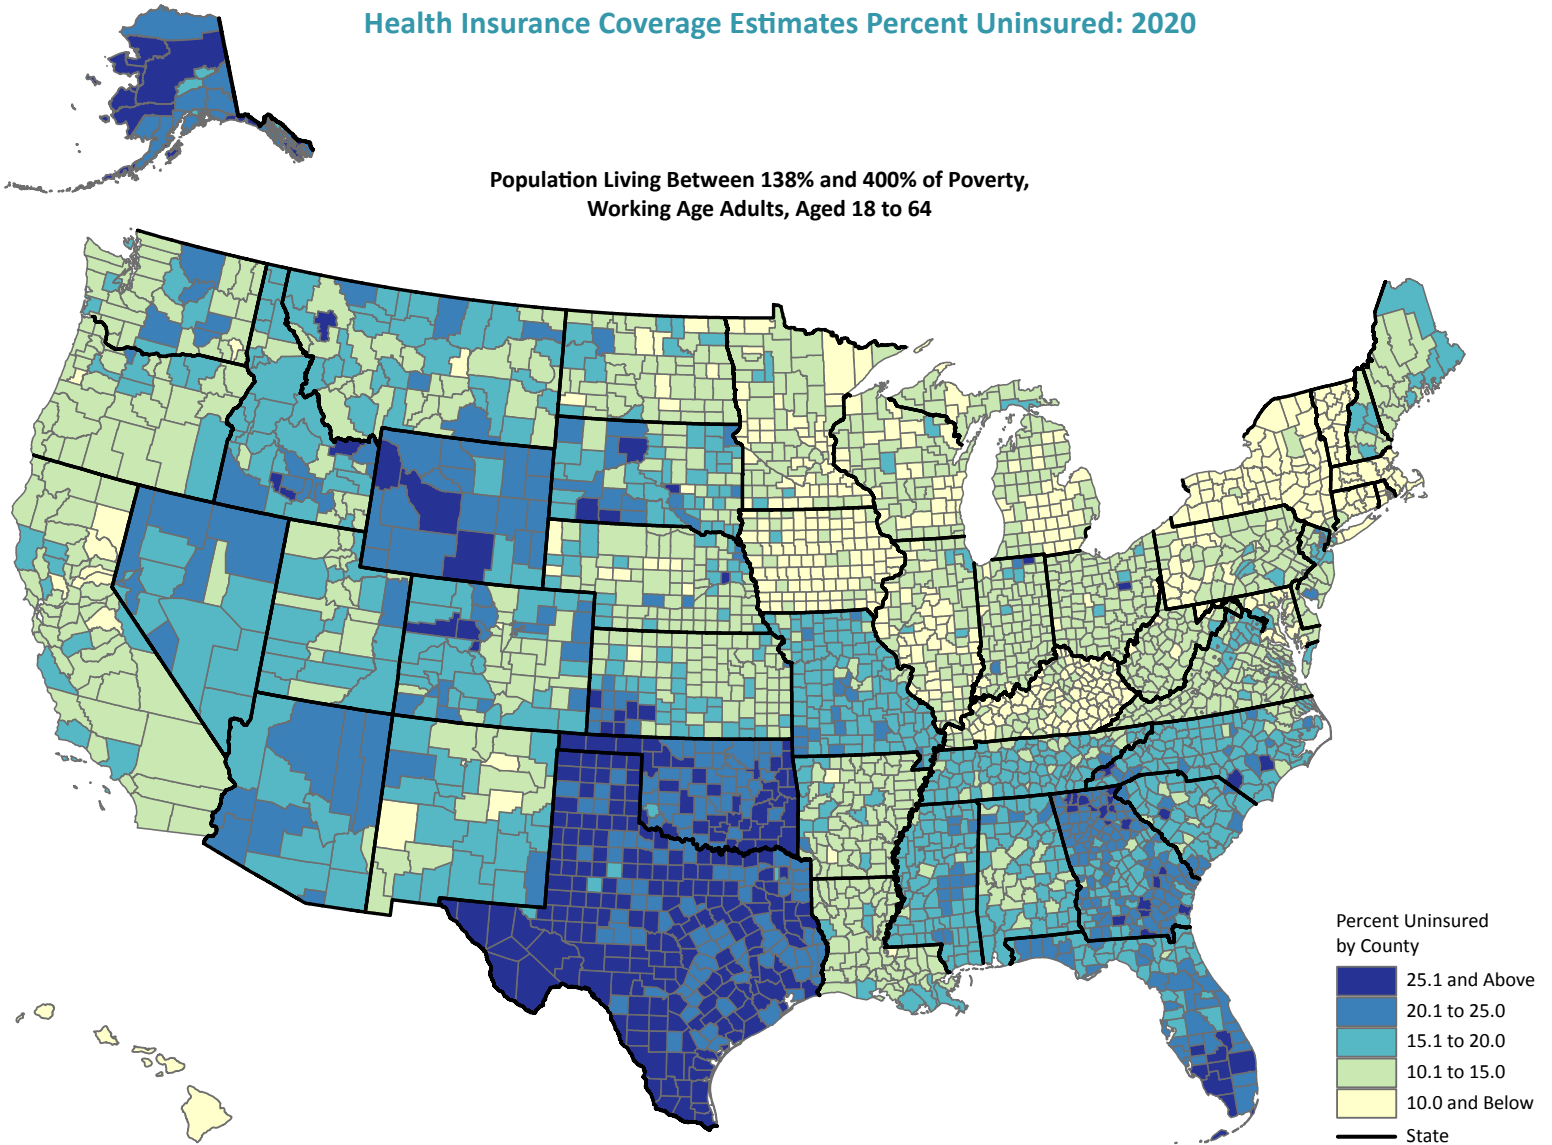 Health Insurance Coverage Estimates Percent Uninsured: 2020
Population Living Between 138% and 400% of Poverty,
Working Age Adults, Aged 18 to 64
Percent Uninsured
by County
25.1 and Above
20.1 to 25.0
15.1 to 20.0
10.1 to 15.0
10.0 and Below
State